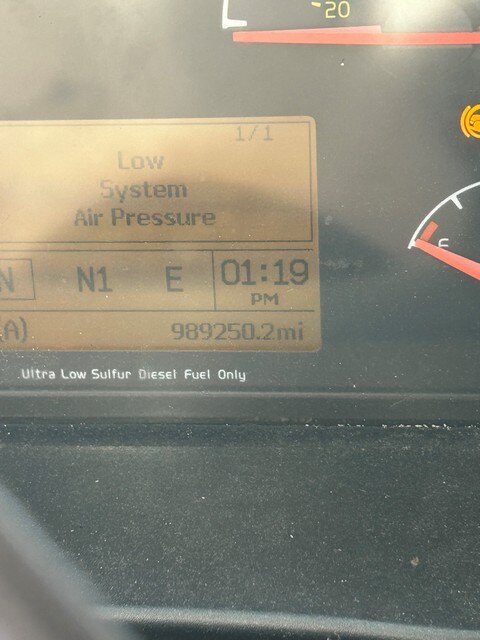 -20
1/1
Low
System
Air Pressure
N N1 E 01:19
PM
(A) 989250.2mi
Ultra Low Sulfur Diesel Fuel Only
E